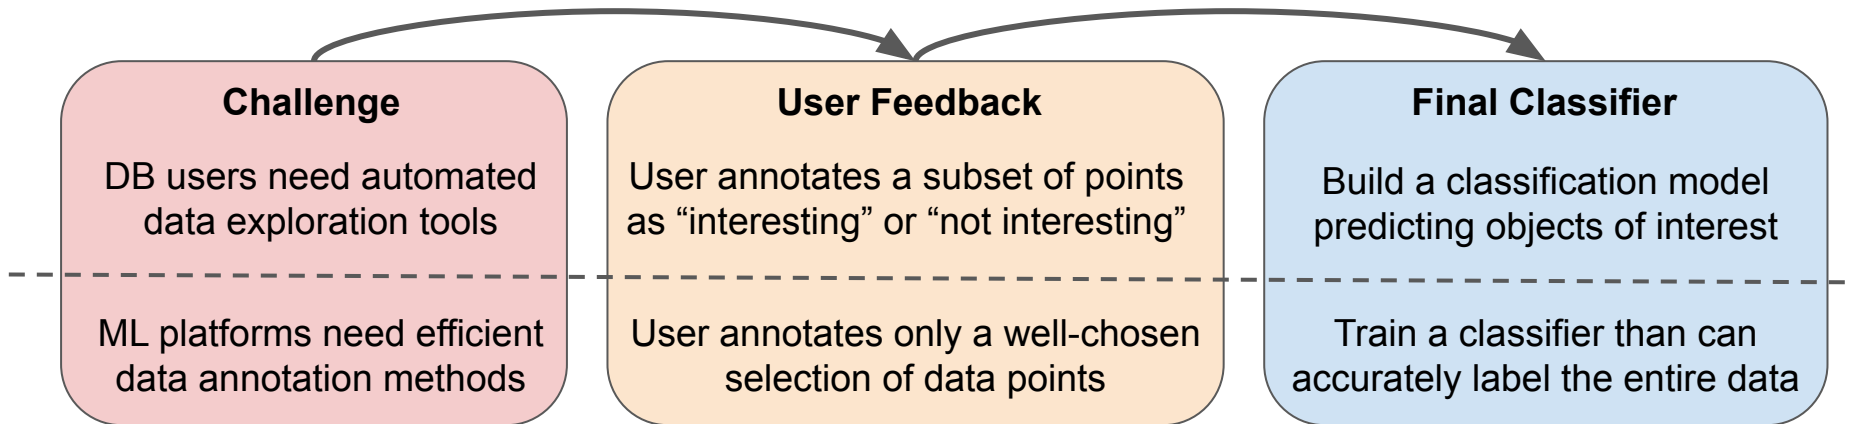 Challenge
DB users need automated
data exploration tools
ML platforms need efficient
data annotation methods
User Feedback
User annotates a subset of points
as “interesting” or “not interesting”
User annotates only a well-chosen
selection of data points
Final Classifier
Build a classification model
predicting objects of interest
Train a classifier than can
accurately label the entire data